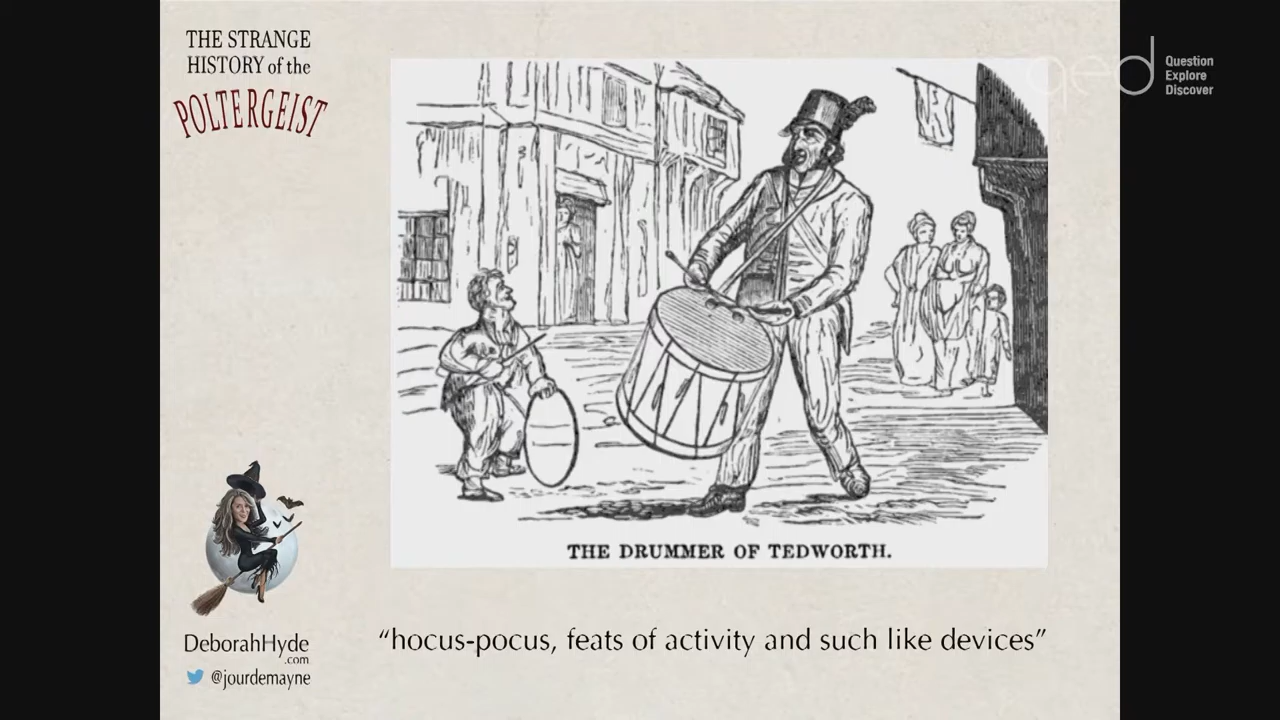 THE STRANGE
HISTORY of the
POLTERGEIST
qed
Question
Explore
Discover
THE DRUMMER OF TEDWORTH.
“hocus-pocus, feats of activity and such like devices”
DeborahHyde
.com
@jourdemayne